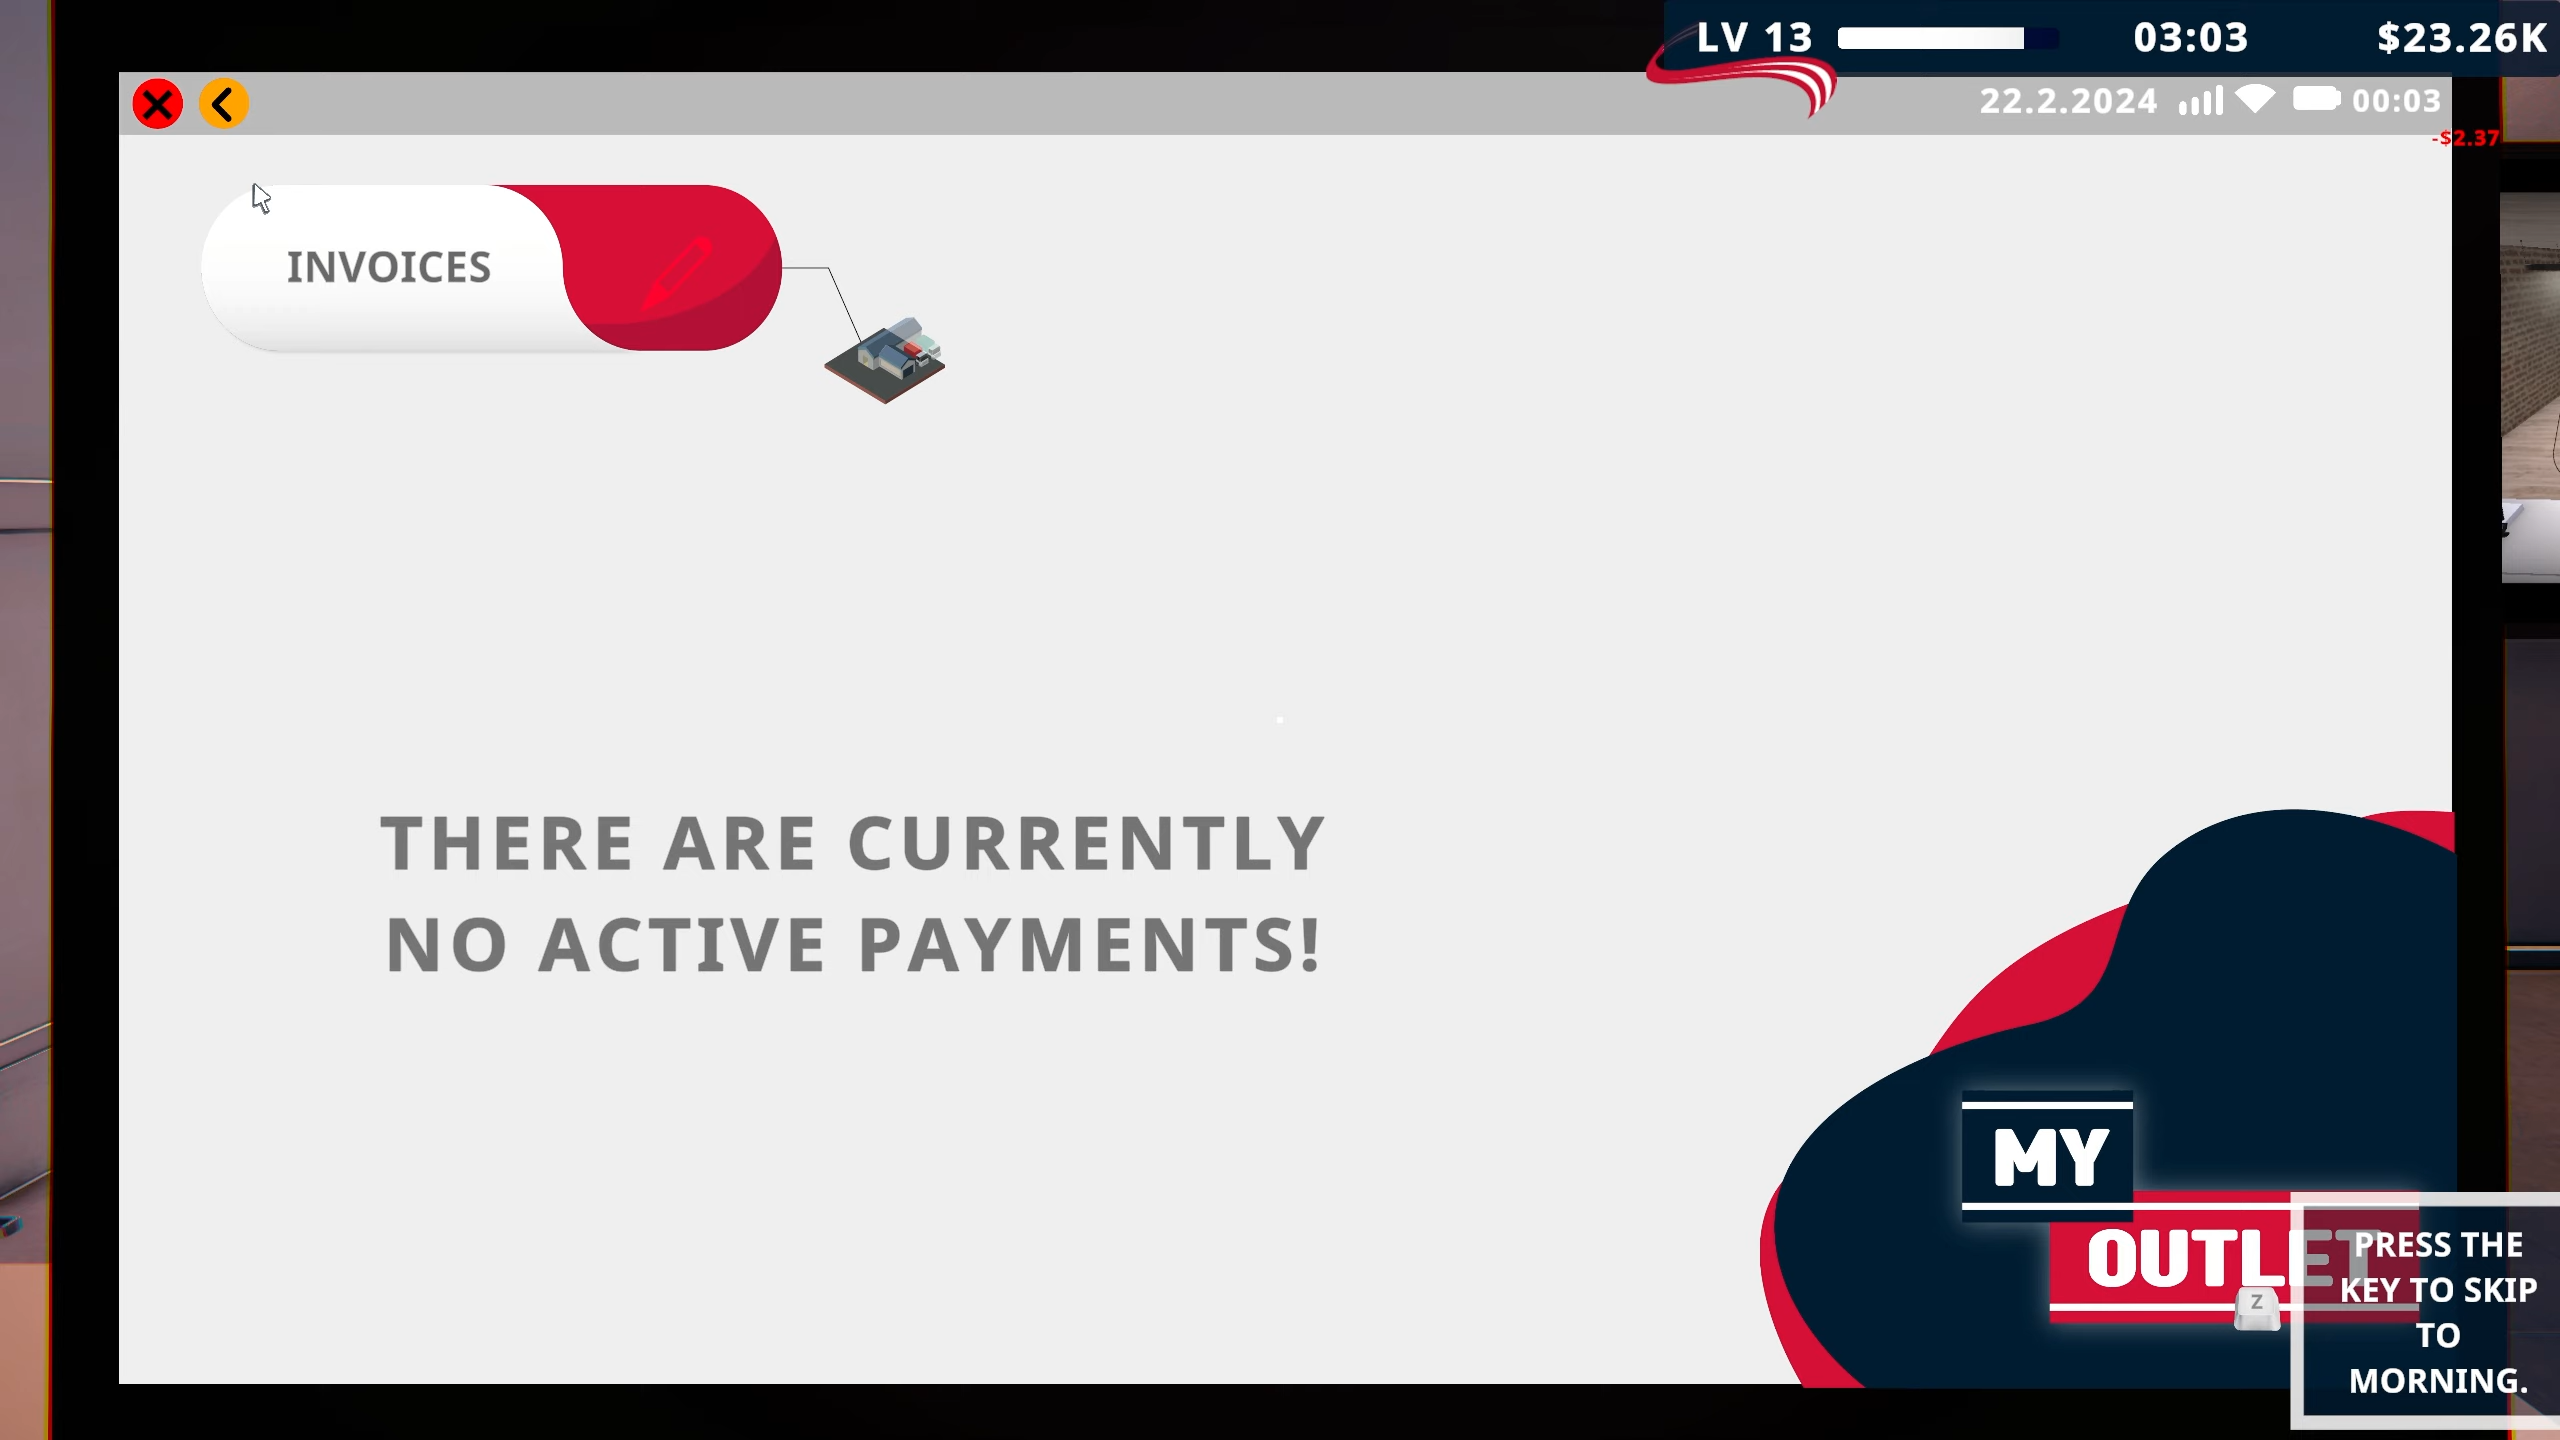 LV 13 03:03 $23.26K
22.2.2024 00:03
-$2.37
INVOICES
THERE ARE CURRENTLY
NO ACTIVE PAYMENTS!
MY
OUTLET
Z
PRESS THE
KEY TO SKIP
TO
MORNING.